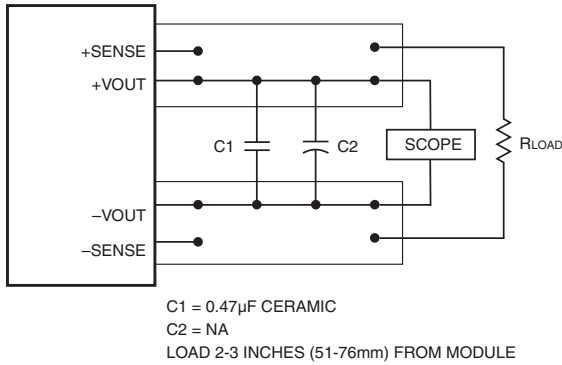 +SENSE
+VOUT
C1
C2
SCOPE
RLOAD
–VOUT
–SENSE
C1 = 0.47µF CERAMIC
C2 = NA
LOAD 2-3 INCHES (51-76mm) FROM MODULE